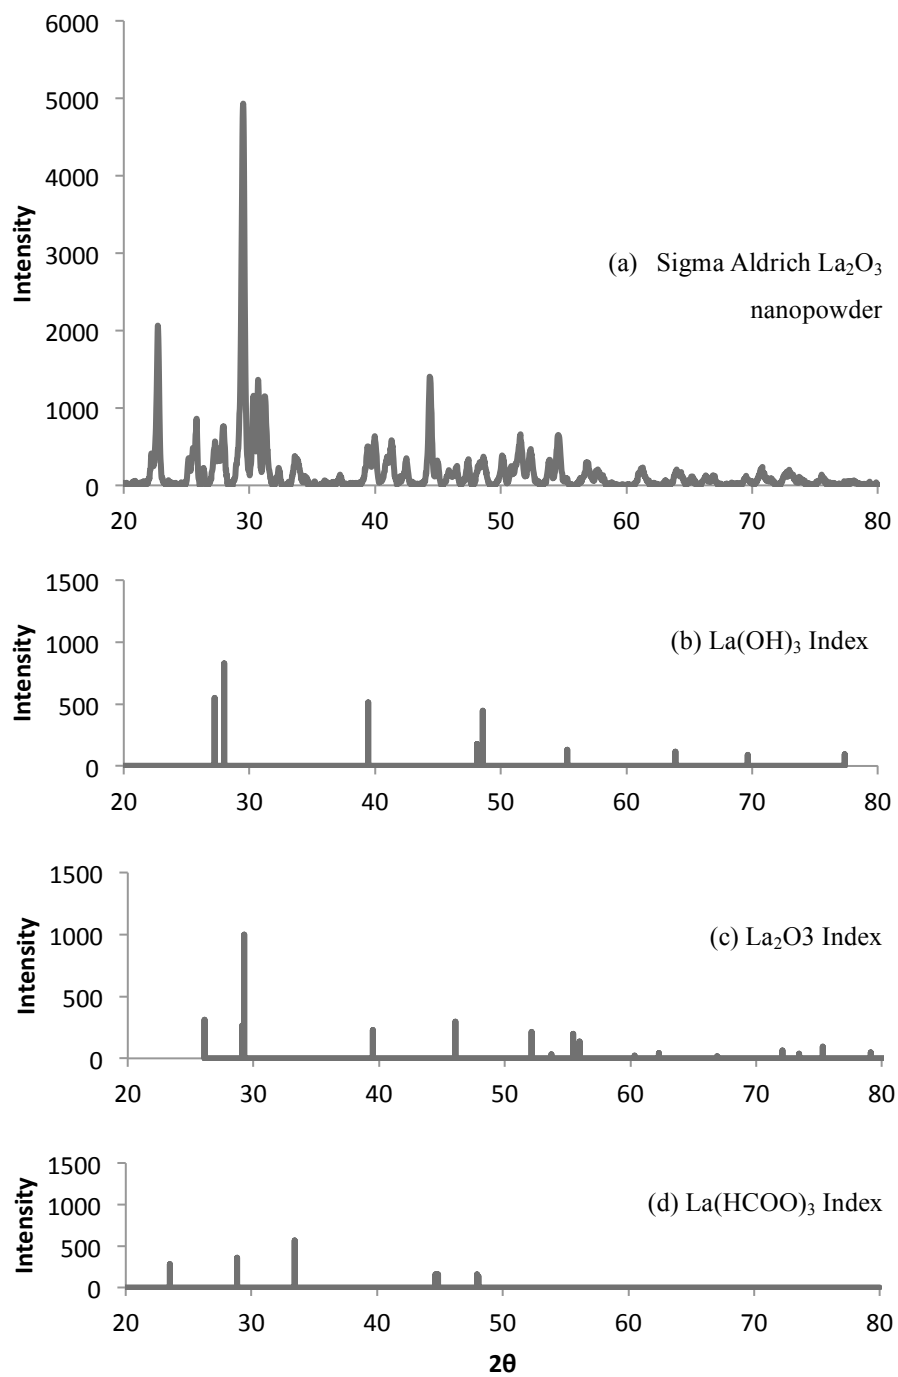 6000
5000
4000
3000
2000
1000
0
Intensity
(a) Sigma Aldrich La₂O₃
nanopowder
20 30 40 50 60 70 80
1500
1000
500
0
Intensity
(b) La(OH)₃ Index
20 30 40 50 60 70 80
1500
1000
500
0
Intensity
(c) La₂O3 Index
20 30 40 50 60 70 80
1500
1000
500
0
Intensity
(d) La(HCOO)₃ Index
20 30 40 50 60 70 80
2θ